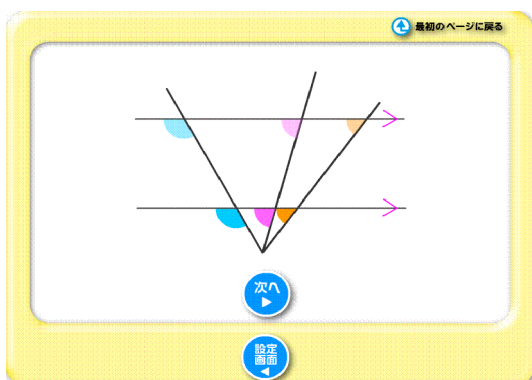 最初のページに戻る
次へ
設定
画面